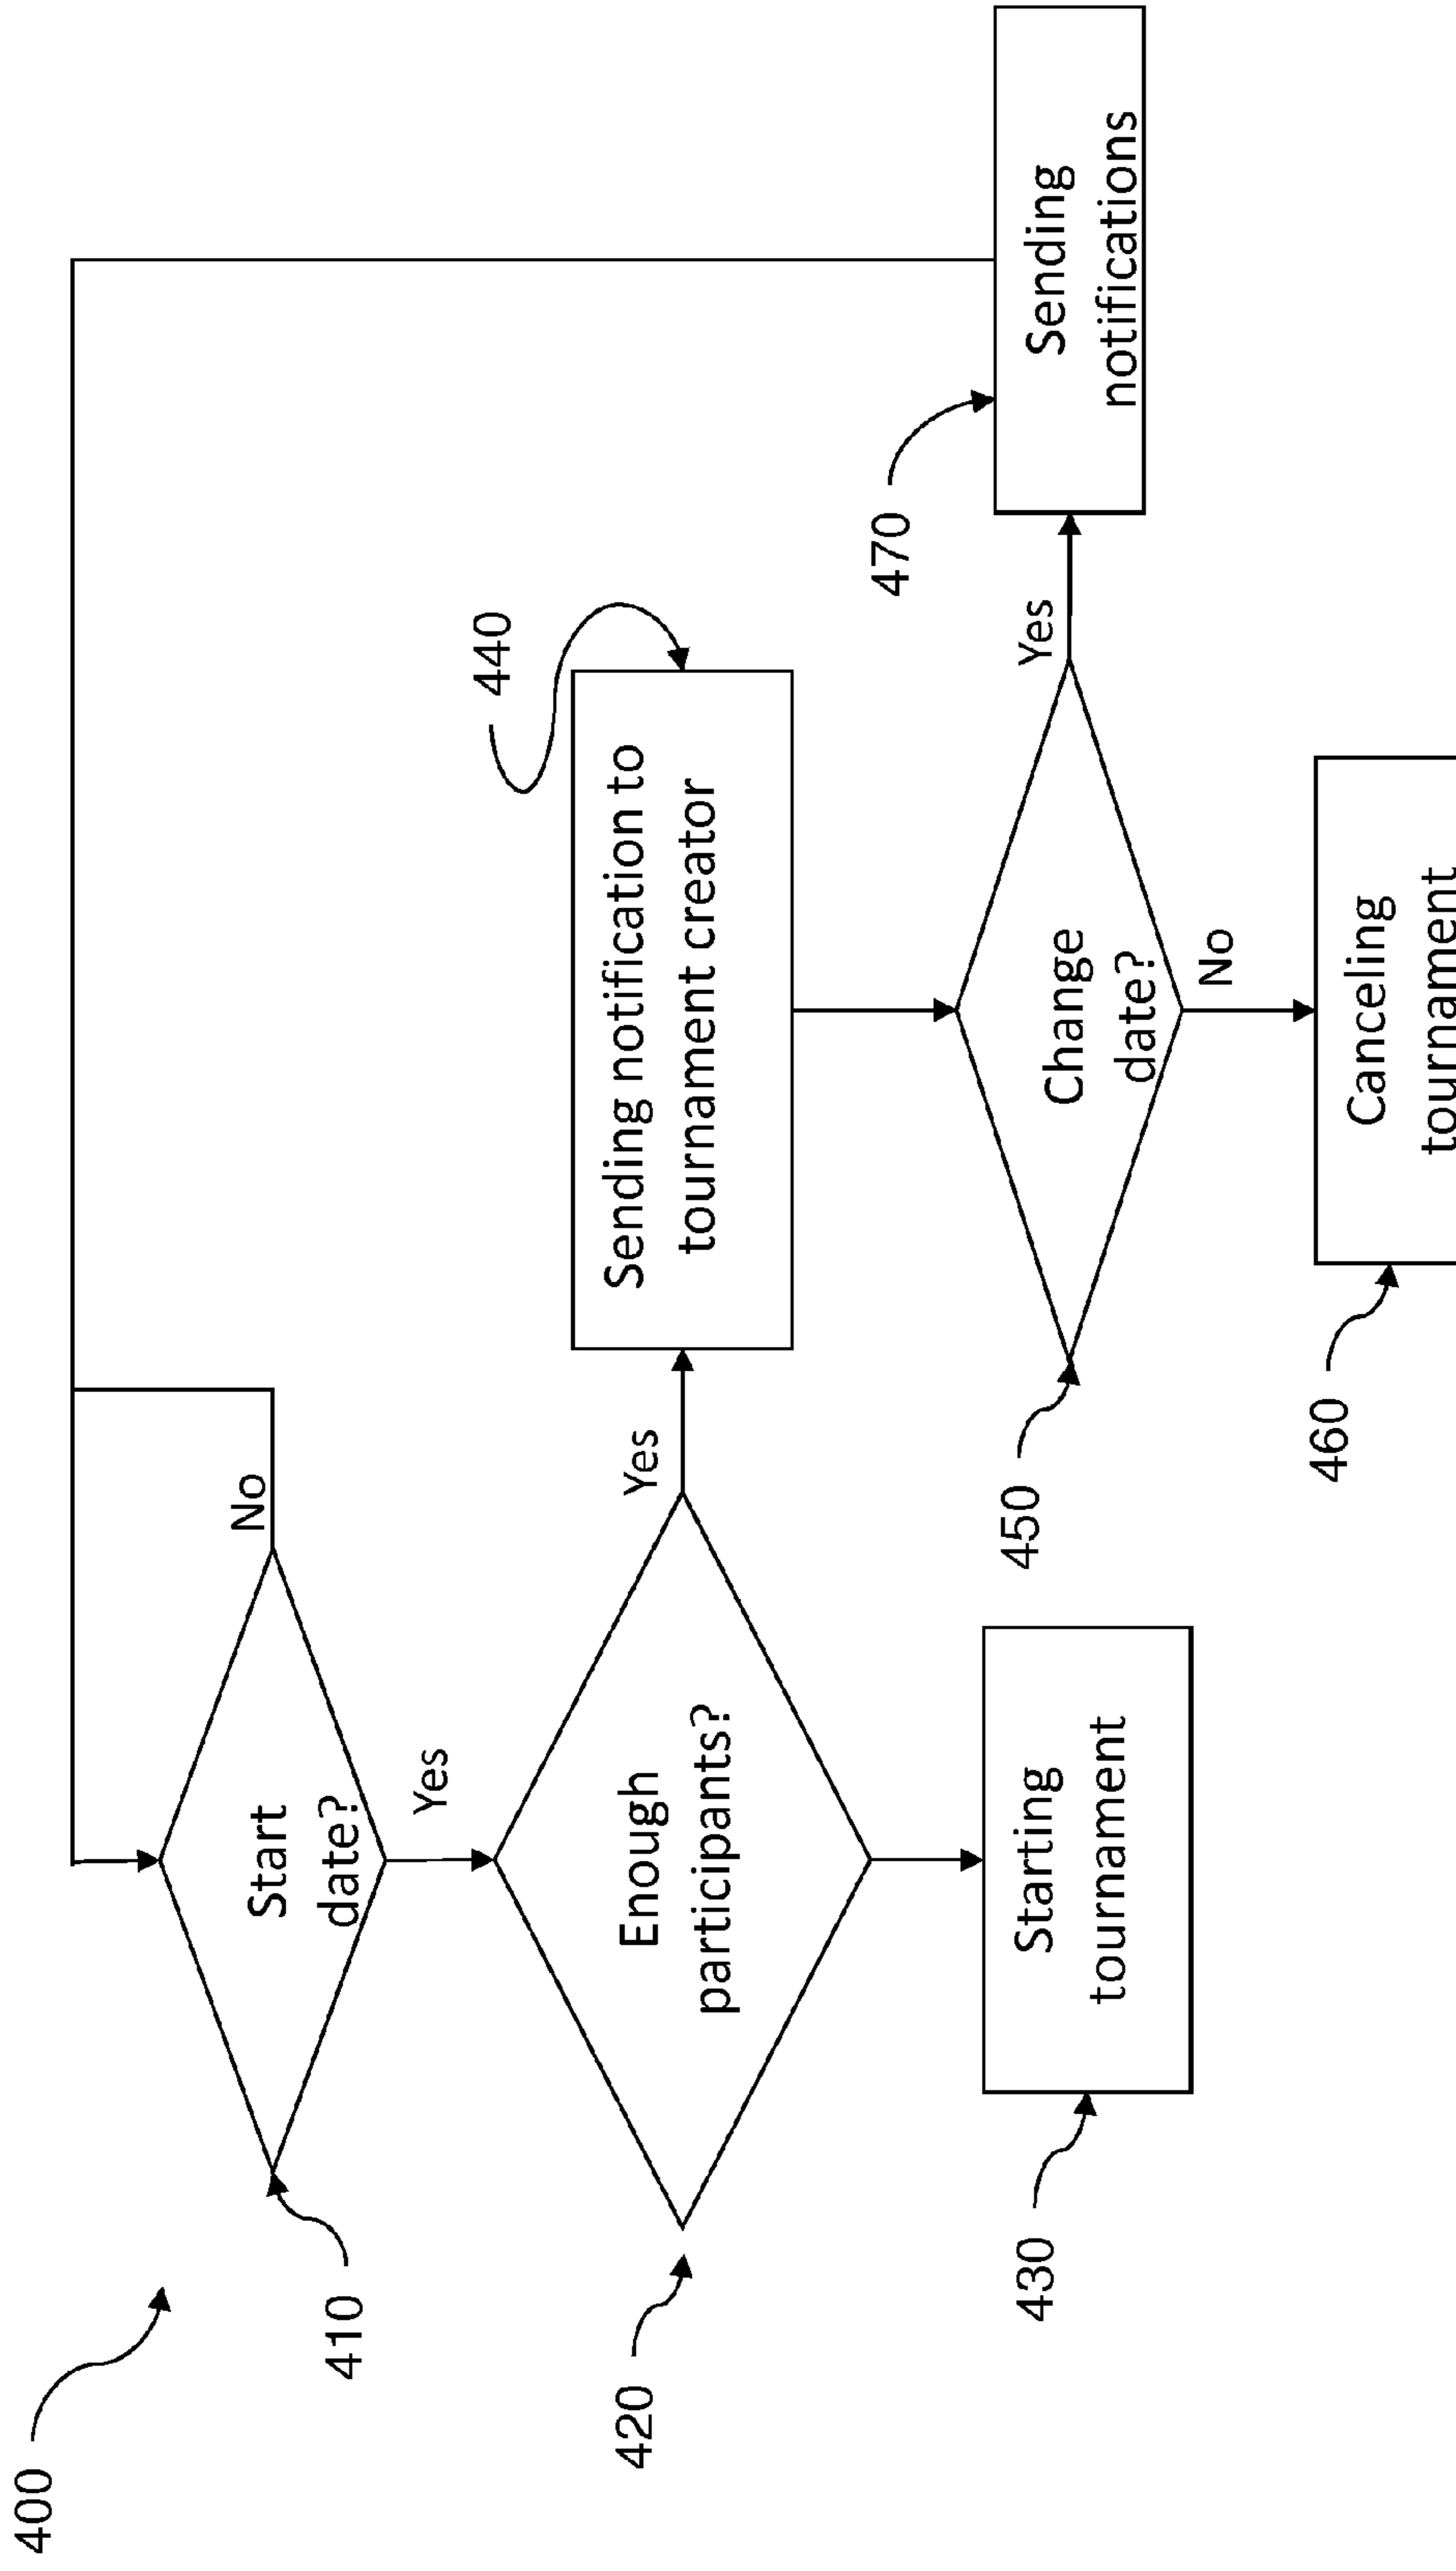 400
410
Start
date?
No
Yes
420
Enough
participants?
Yes
440
Sending notification to
tournament creator
430
Starting
tournament
450
Change
date?
Yes
470
Sending
notifications
No
460
Canceling
tournament